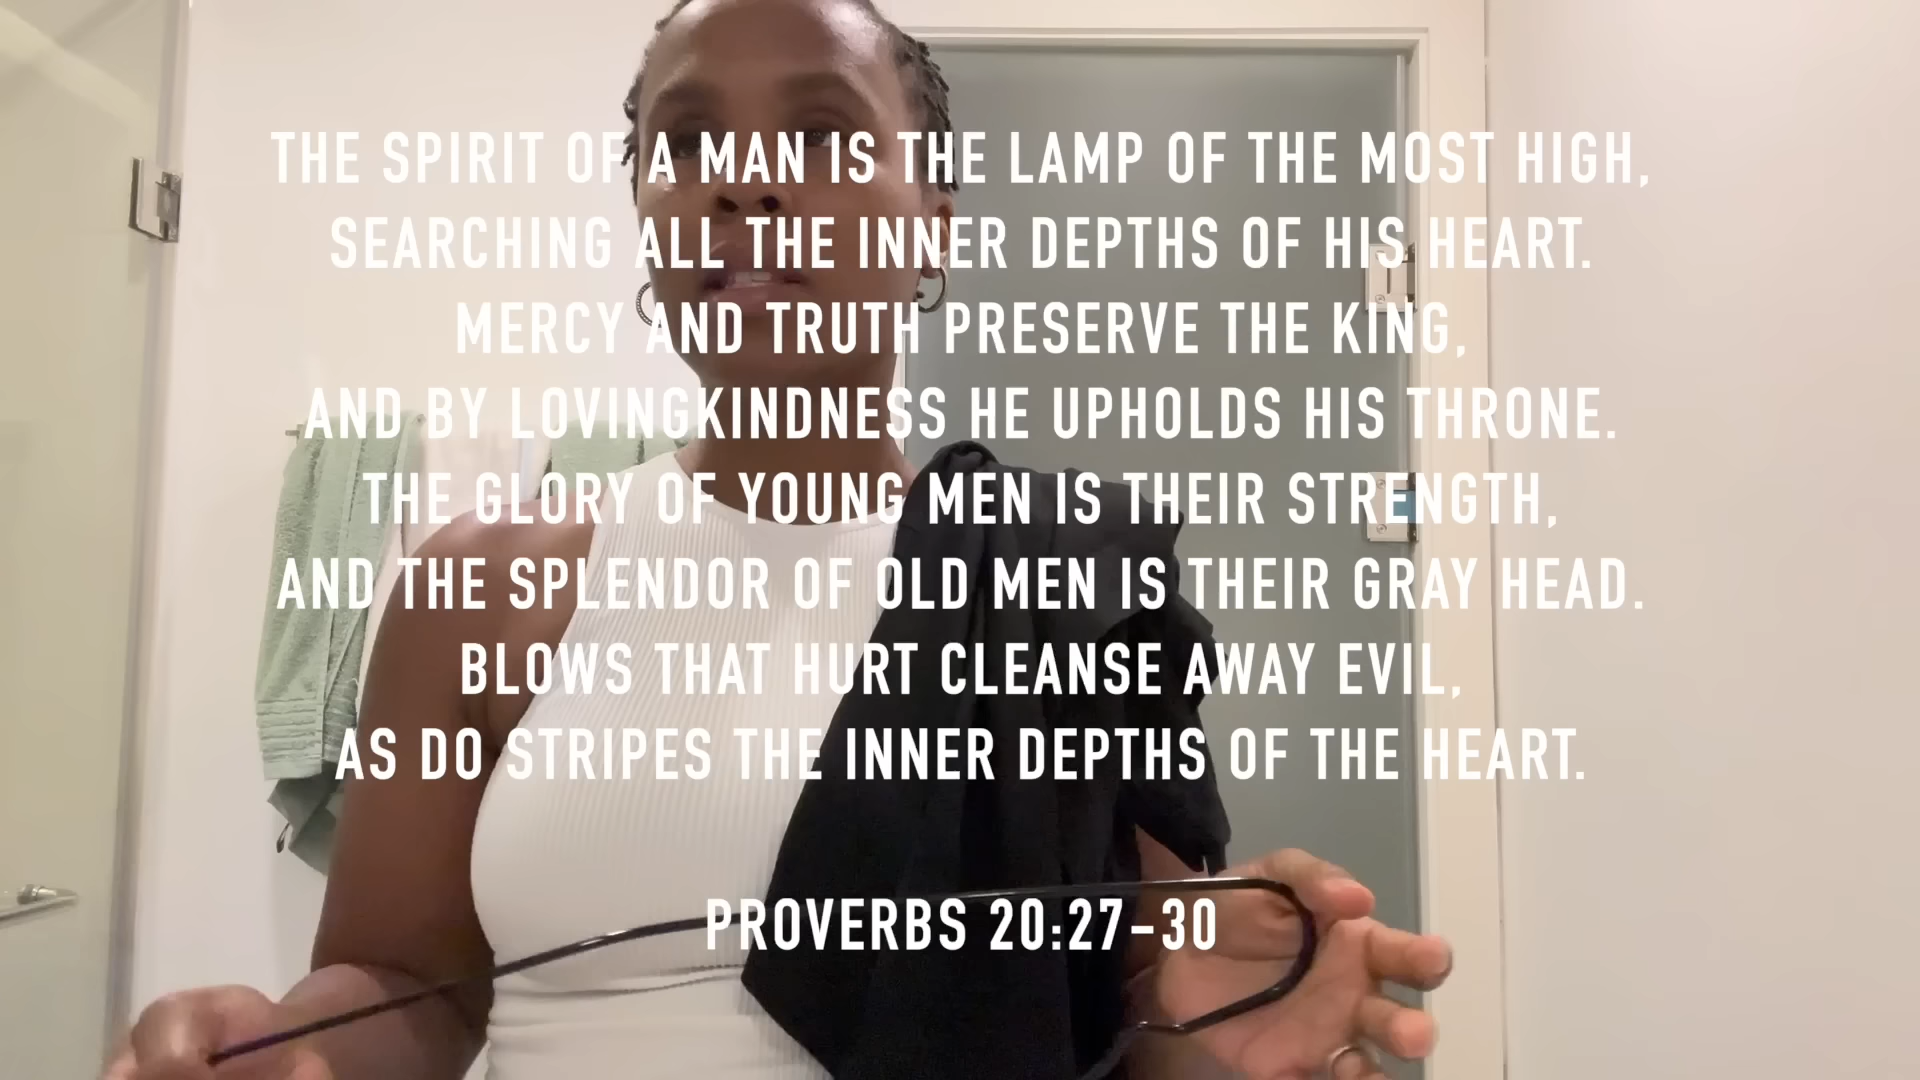 THE SPIRIT OF A MAN IS THE LAMP OF THE MOST HIGH,
SEARCHING ALL THE INNER DEPTHS OF HIS HEART.
MERCY AND TRUTH PRESERVE THE KING,
AND BY LOVINGKINDNESS HE UPHOLDS HIS THRONE.
THE GLORY OF YOUNG MEN IS THEIR STRENGTH,
AND THE SPLENDOR OF OLD MEN IS THEIR GRAY HEAD.
BLOWS THAT HURT CLEANSE AWAY EVIL,
AS DO STRIPES THE INNER DEPTHS OF THE HEART.
PROVERBS 20:27-30